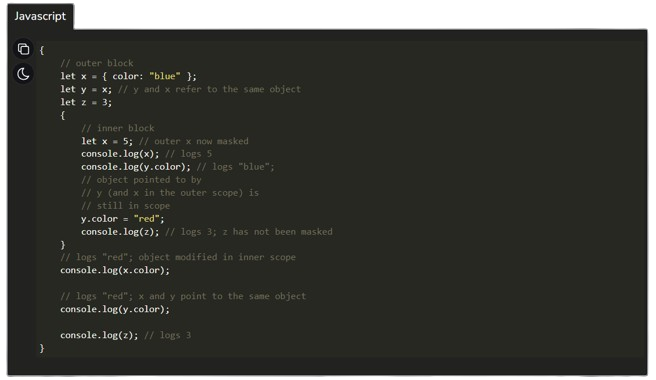 Javascript
{
// outer block
let x = { color: "blue" };
let y = x; // y and x refer to the same object
let z = 3;
{
// inner block
let x = 5; // outer x now masked
console.log(x); // logs 5
console.log(y.color); // logs "blue";
// object pointed to by
// y (and x in the outer scope) is
// still in scope
y.color = "red";
console.log(z); // logs 3; z has not been masked
}
// logs "red"; object modified in inner scope
console.log(x.color);
// logs "red"; x and y point to the same object
console.log(y.color);
console.log(z); // logs 3
}